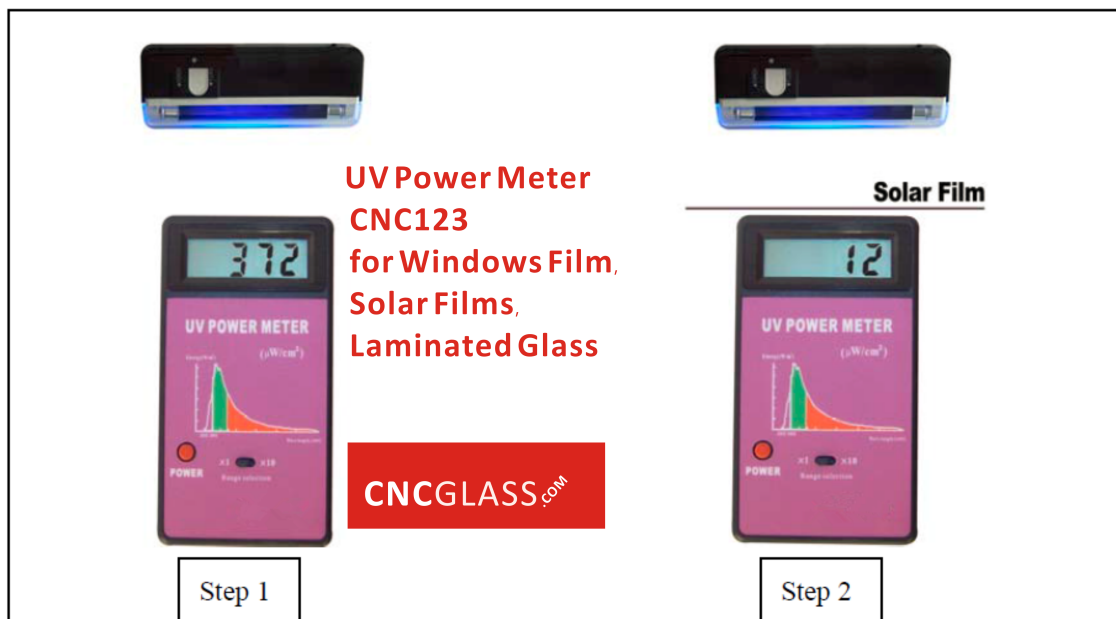 UV Power Meter
CNC123
for Windows Film,
Solar Films,
Laminated Glass
CNCGLASS.COM
372
UV POWER METER
(μW/cm²)
POWER
×1 ×10
Range selection
Step 1
Solar Film
12
UV POWER METER
(μW/cm²)
POWER
×1 ×10
Range selection
Step 2